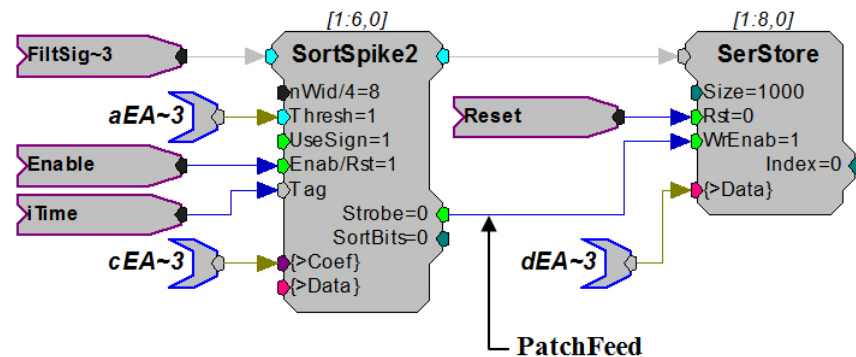 [1:6,0]
[1:8,0]
FiltSig~3
SortSpike2
SerStore
nWid/4=8
Size=1000
aEA~3
Thresh=1
Reset
Rst=0
UseSign=1
WrEnab=1
Enable
Enab/Rst=1
Index=0
iTime
Tag
{>Data}
Strobe=0
SortBits=0
cEA~3
{>Coef}
dEA~3
{>Data}
PatchFeed